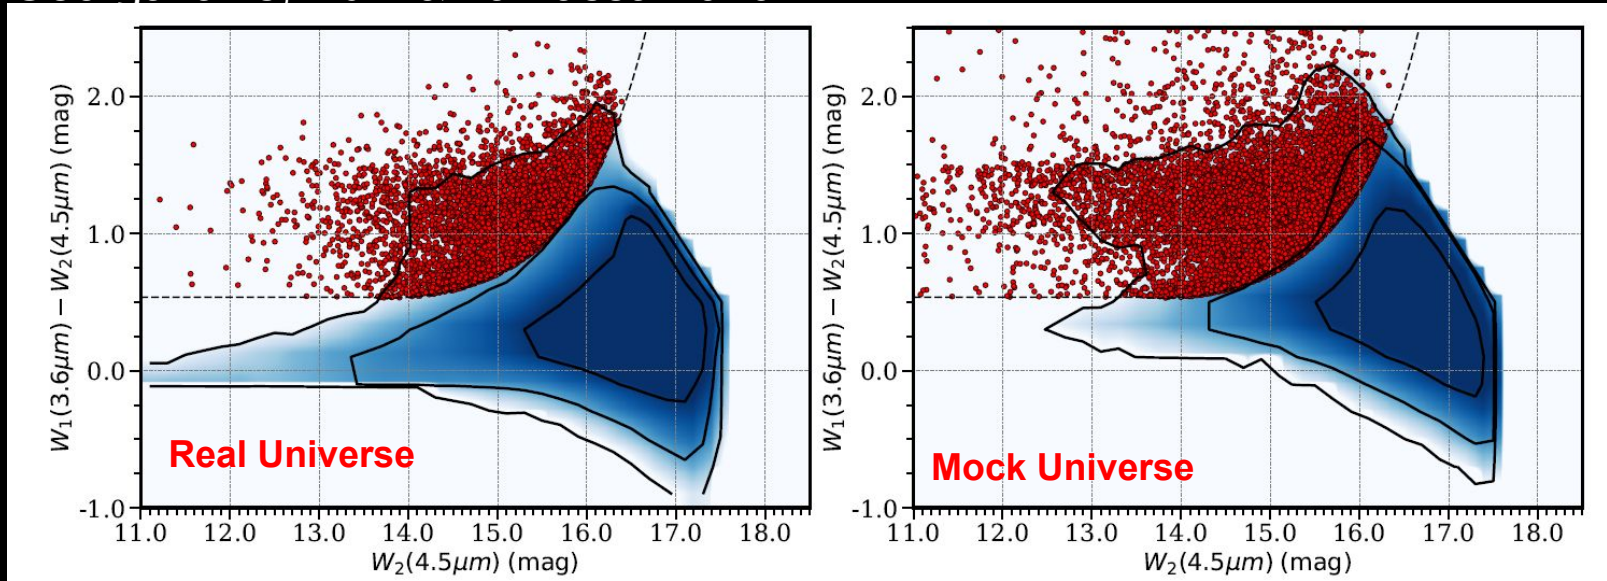 W₁(3.6μm) − W₂(4.5μm) (mag)
2.0
1.0
0.0
-1.0
Real Universe
11.0 12.0 13.0 14.0 15.0 16.0 17.0 18.0
W₂(4.5μm) (mag)
W₁(3.6μm) − W₂(4.5μm) (mag)
2.0
1.0
0.0
-1.0
Mock Universe
11.0 12.0 13.0 14.0 15.0 16.0 17.0 18.0
W₂(4.5μm) (mag)